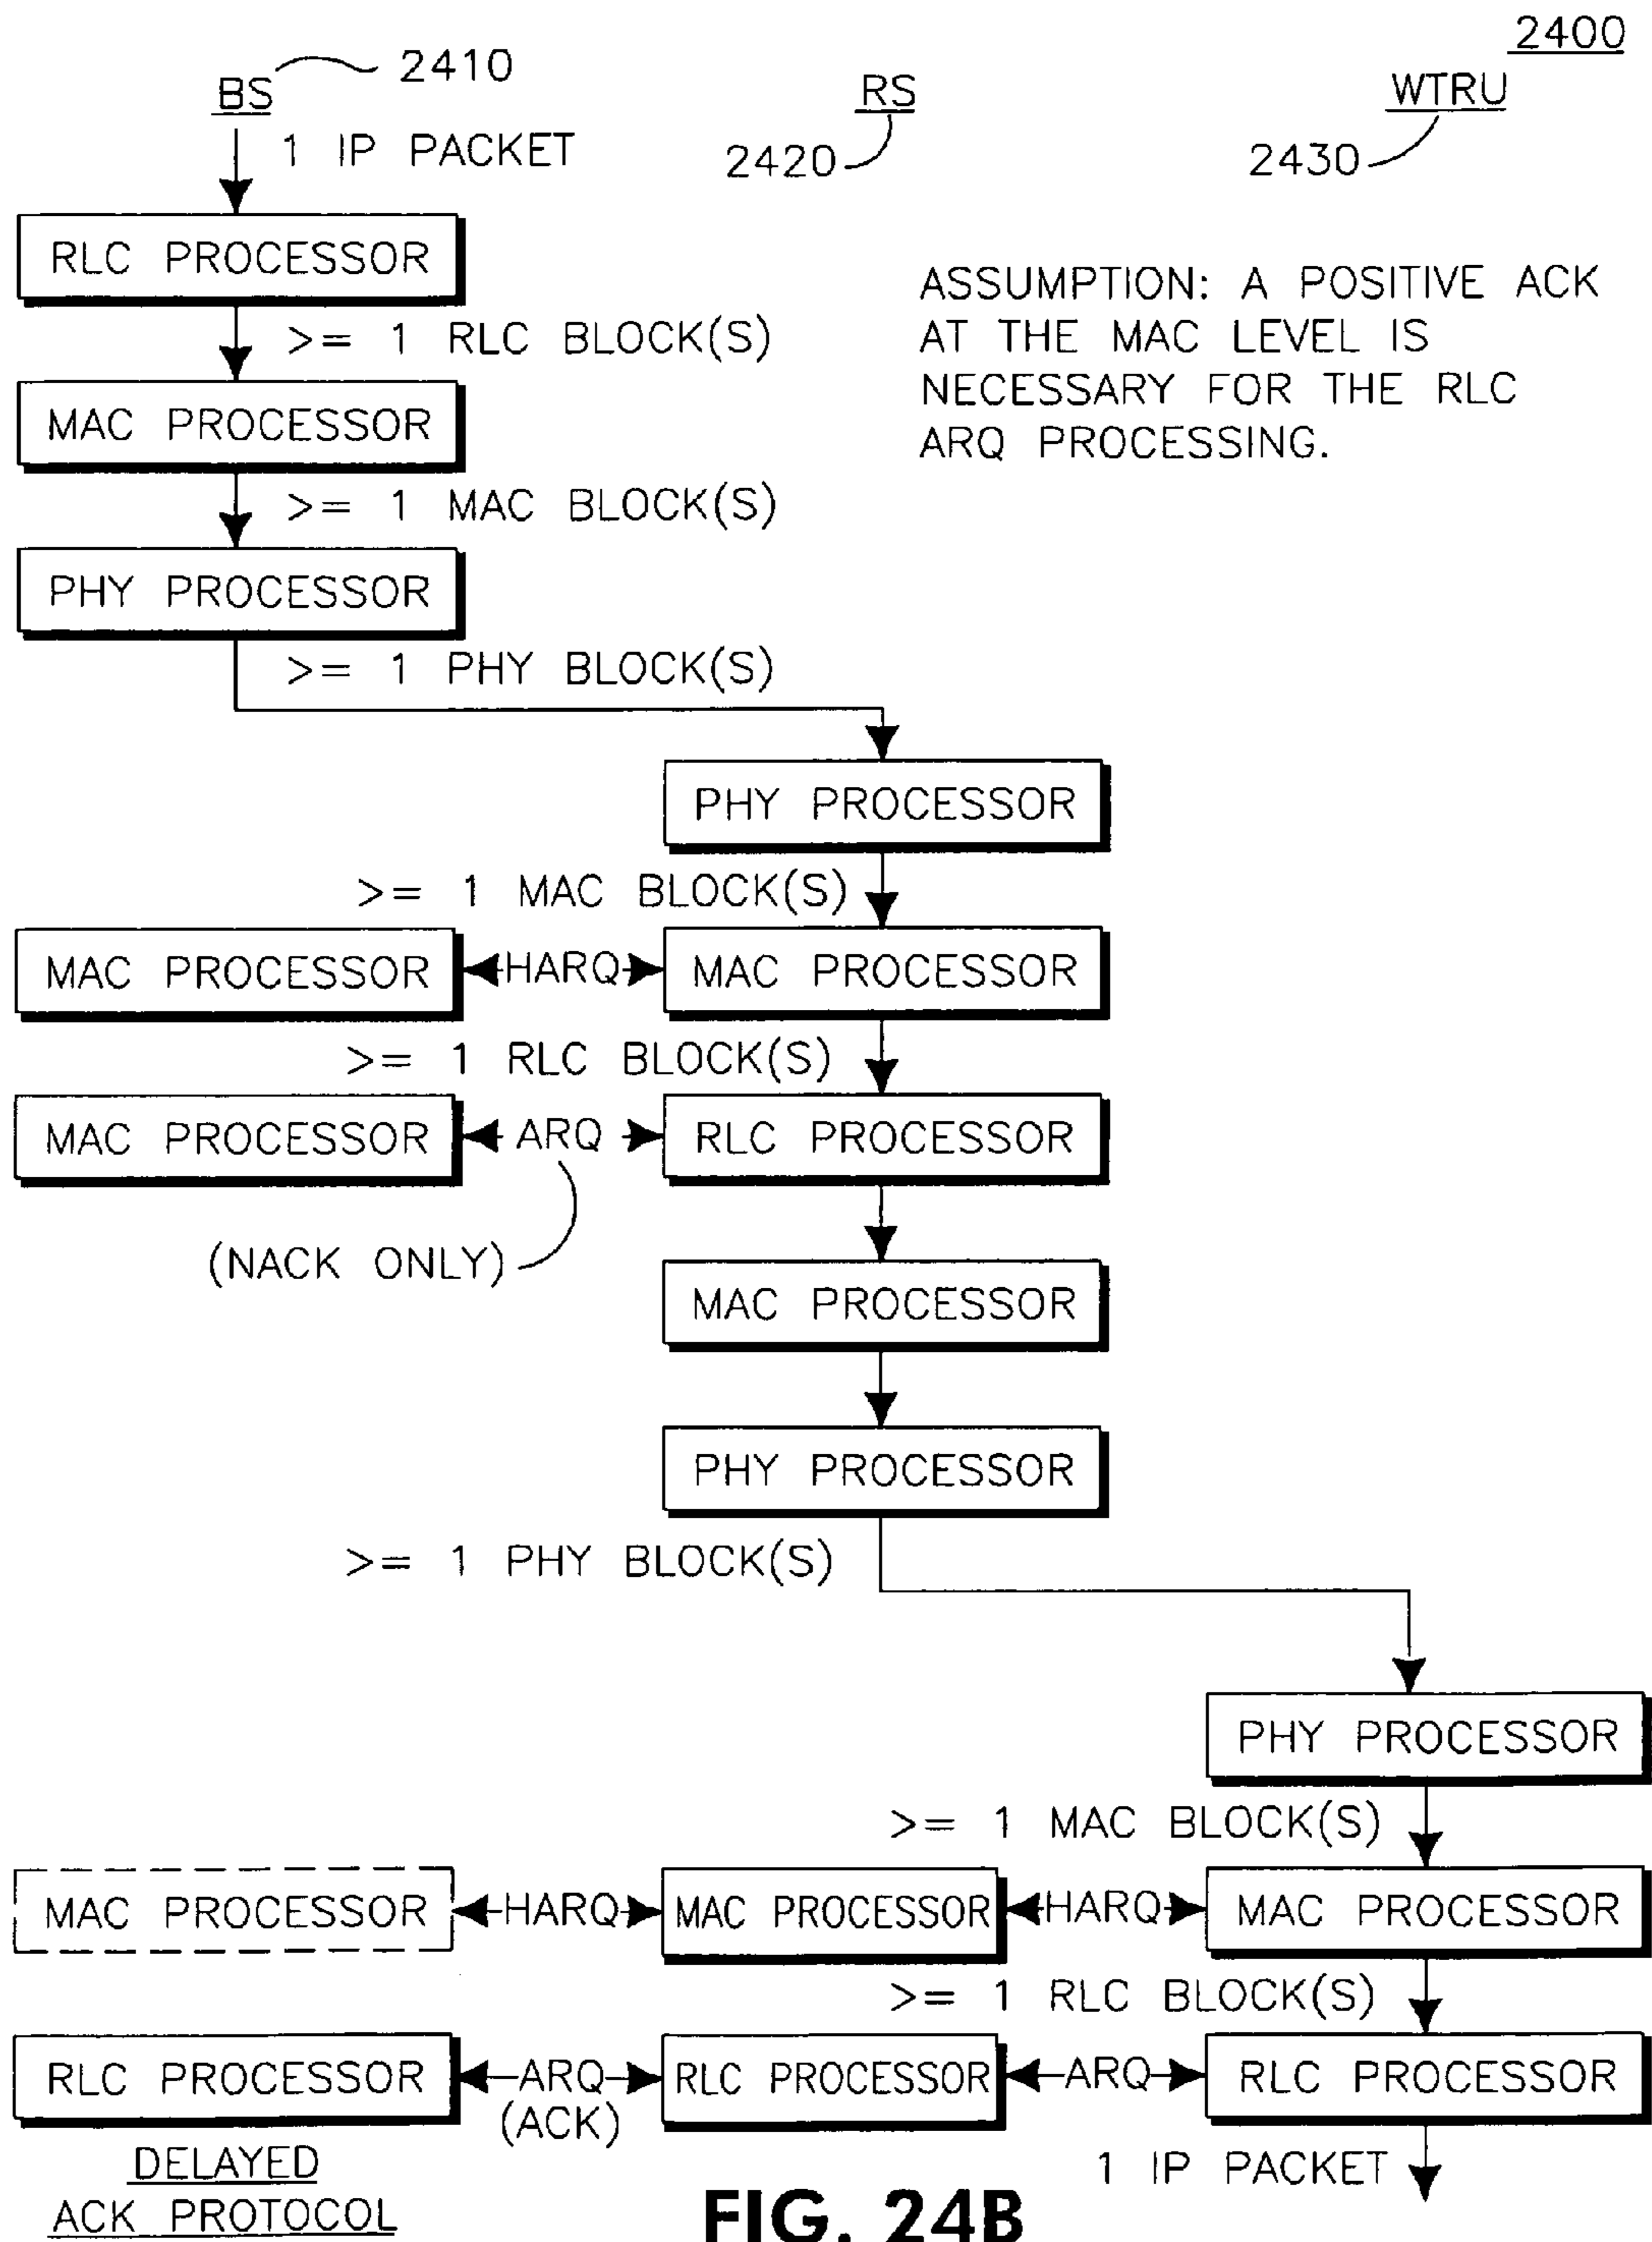 2400
BS
2410
RS
2420
WTRU
2430
1 IP PACKET
RLC PROCESSOR
ASSUMPTION: A POSITIVE ACK
AT THE MAC LEVEL IS
NECESSARY FOR THE RLC
ARQ PROCESSING.
>= 1 RLC BLOCK(S)
MAC PROCESSOR
>= 1 MAC BLOCK(S)
PHY PROCESSOR
>= 1 PHY BLOCK(S)
PHY PROCESSOR
>= 1 MAC BLOCK(S)
MAC PROCESSOR
HARQ
MAC PROCESSOR
>= 1 RLC BLOCK(S)
MAC PROCESSOR
ARQ
RLC PROCESSOR
(NACK ONLY)
MAC PROCESSOR
PHY PROCESSOR
>= 1 PHY BLOCK(S)
PHY PROCESSOR
>= 1 MAC BLOCK(S)
MAC PROCESSOR
HARQ
MAC PROCESSOR
HARQ
MAC PROCESSOR
>= 1 RLC BLOCK(S)
RLC PROCESSOR
ARQ
(ACK)
RLC PROCESSOR
ARQ
RLC PROCESSOR
DELAYED
ACK PROTOCOL
1 IP PACKET
FIG. 24B